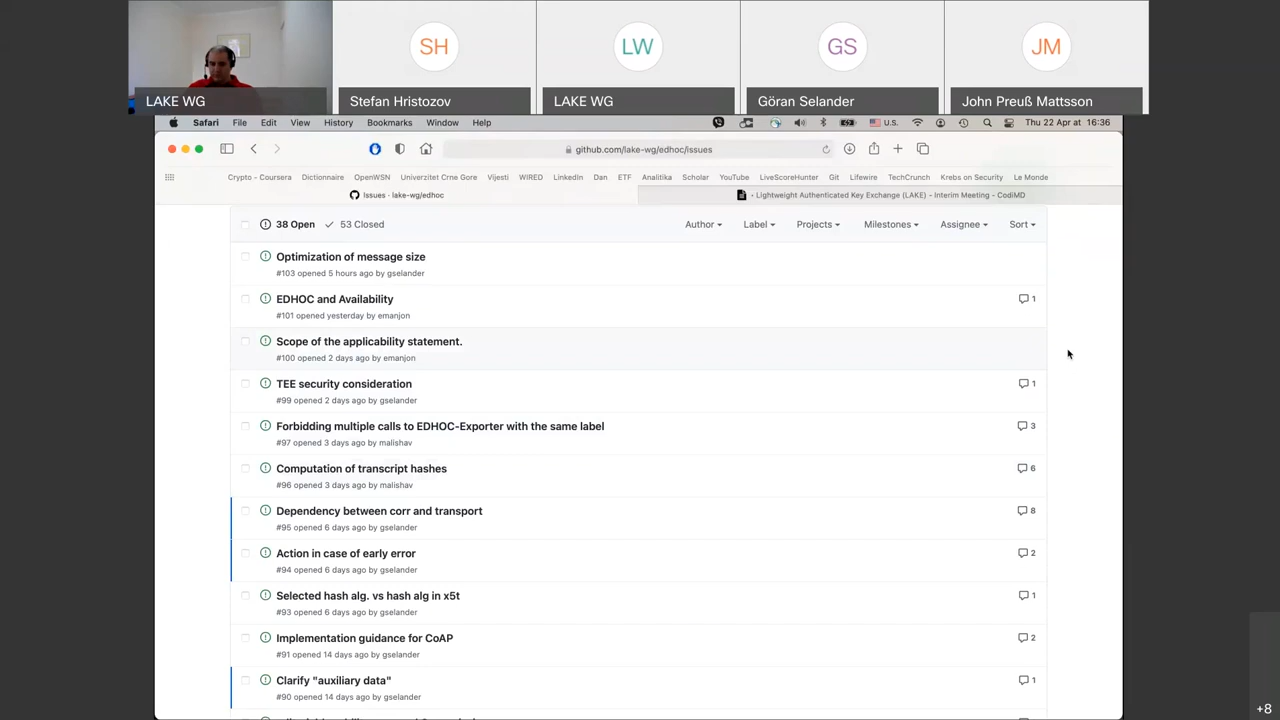 SH
LW
GS
JM
LAKE WG
Stefan Hristozov
LAKE WG
Göran Selander
John Preuß Mattsson
Safari File Edit View History Bookmarks Window Help
U.S.
Thu 22 Apr at 16:36
github.com/lake-wg/edhoc/issues
Crypto - Coursera Dictionnaire OpenWSN Univerzitet Crne Gore Vijesti WIRED LinkedIn Dan ETF Analitika Scholar YouTube LiveScoreHunter Git Lifewire TechCrunch Krebs on Security Le Monde
Issues · lake-wg/edhoc
- Lightweight Authenticated Key Exchange (LAKE) - Interim Meeting - CodiMD
38 Open 53 Closed
Author Label Projects Milestones Assignee Sort
Optimization of message size
#103 opened 5 hours ago by gselander
EDHOC and Availability
1
#101 opened yesterday by emanjon
Scope of the applicability statement.
#100 opened 2 days ago by emanjon
TEE security consideration
1
#99 opened 2 days ago by gselander
Forbidding multiple calls to EDHOC-Exporter with the same label
3
#97 opened 3 days ago by malishav
Computation of transcript hashes
6
#96 opened 3 days ago by malishav
Dependency between corr and transport
8
#95 opened 6 days ago by gselander
Action in case of early error
2
#94 opened 6 days ago by gselander
Selected hash alg. vs hash alg in x5t
1
#93 opened 6 days ago by gselander
Implementation guidance for CoAP
2
#91 opened 14 days ago by gselander
Clarify "auxiliary data"
1
#90 opened 14 days ago by gselander
+8